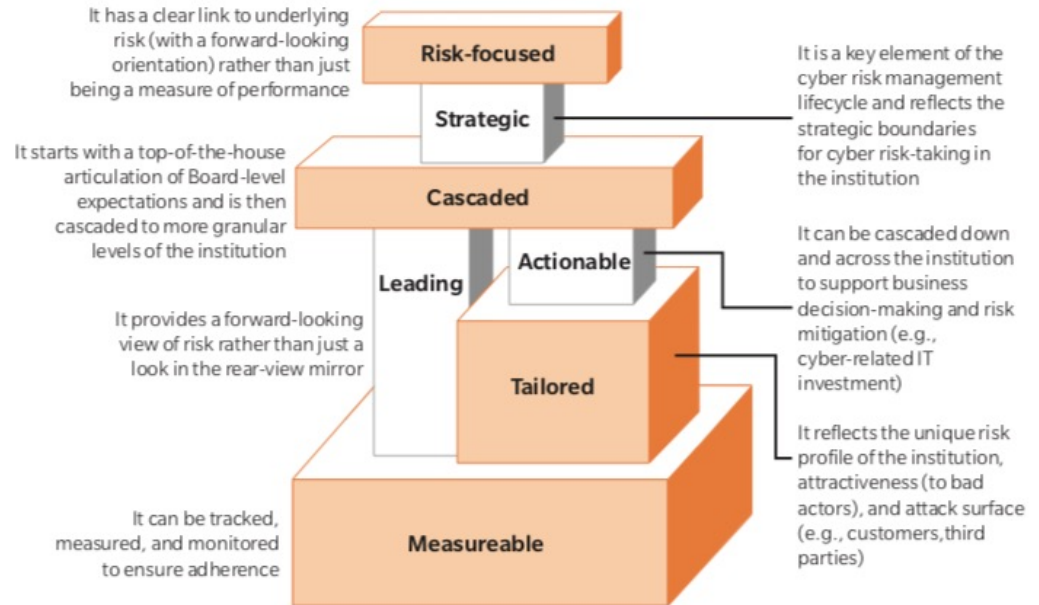 It has a clear link to underlying
risk (with a forward-looking
orientation) rather than just
being a measure of performance
Risk-focused
Strategic
It is a key element of the
cyber risk management
lifecycle and reflects the
strategic boundaries
for cyber risk-taking in
the institution
It starts with a top-of-the-house
articulation of Board-level
expectations and is then
cascaded to more granular
levels of the institution
Cascaded
Leading
Actionable
It can be cascaded down
and across the institution
to support business
decision-making and risk
mitigation (e.g.,
cyber-related IT
investment)
It provides a forward-looking
view of risk rather than just a
look in the rear-view mirror
Tailored
It reflects the unique risk
profile of the institution,
attractiveness (to bad
actors), and attack surface
(e.g., customers,third
parties)
It can be tracked,
measured, and monitored
to ensure adherence
Measureable